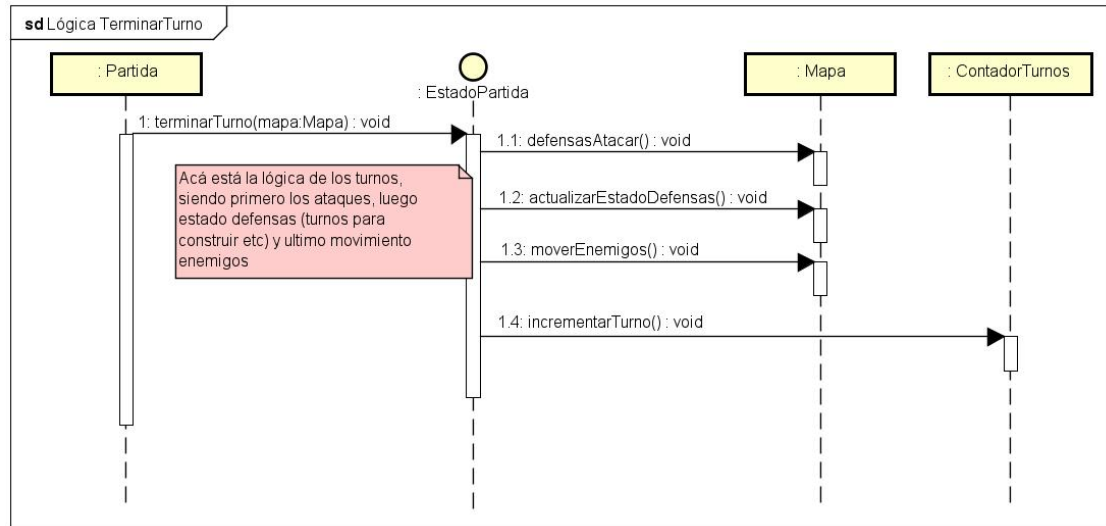 sd Lógica TerminarTurno
: Partida
: EstadoPartida
: Mapa
: ContadorTurnos
1: terminarTurno(mapa:Mapa) : void
1.1: defensasAtacar() : void
Acá está la lógica de los turnos,
siendo primero los ataques, luego
estado defensas (turnos para
construir etc) y ultimo movimiento
enemigos
1.2: actualizarEstadoDefensas() : void
1.3: moverEnemigos() : void
1.4: incrementarTurno() : void